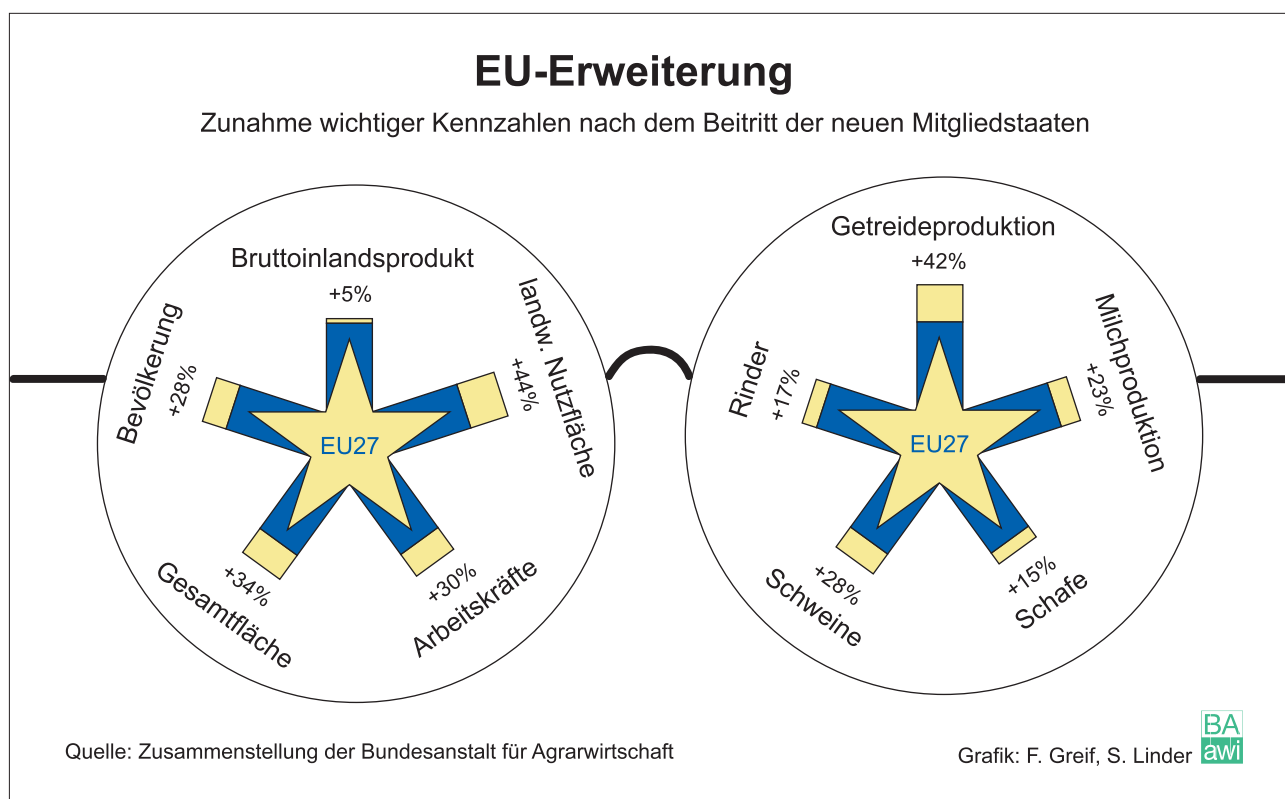 EU-Erweiterung
Zunahme wichtiger Kennzahlen nach dem Beitritt der neuen Mitgliedstaaten
Bruttoinlandsprodukt
+5%
landw. Nutzfläche
+44%
Arbeitskräfte
+30%
Gesamtfläche
+34%
Bevölkerung
+28%
EU27
Getreideproduktion
+42%
Milchproduktion
+23%
Schafe
+15%
Schweine
+28%
Rinder
+17%
EU27
Quelle: Zusammenstellung der Bundesanstalt für Agrarwirtschaft
Grafik: F. Greif, S. Linder
BA
awi